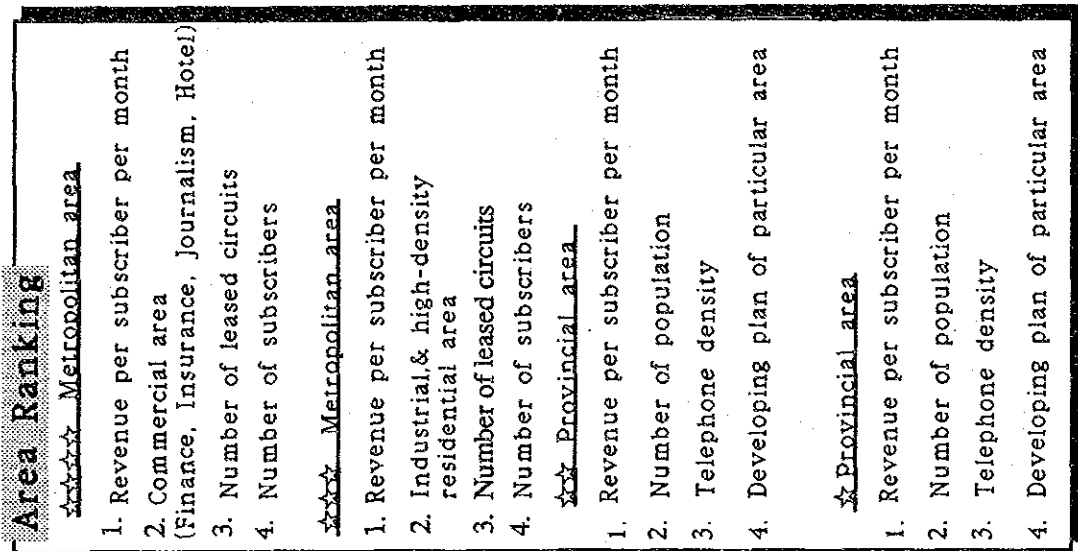 Area Ranking
☆☆☆☆ Metropolitan area
1. Revenue per subscriber per month
2. Commercial area
(Finance, Insurance, Journalism, Hotel)
3. Number of leased circuits
4. Number of subscribers
☆☆☆ Metropolitan area
1. Revenue per subscriber per month
2. Industrial,& high-density
residential area
3. Number of leased circuits
4. Number of subscribers
☆☆ Provincial area
1. Revenue per subscriber per month
2. Number of population
3. Telephone density
4. Developing plan of particular area
☆ Provincial area
1. Revenue per subscriber per month
2. Number of population
3. Telephone density
4. Developing plan of particular area